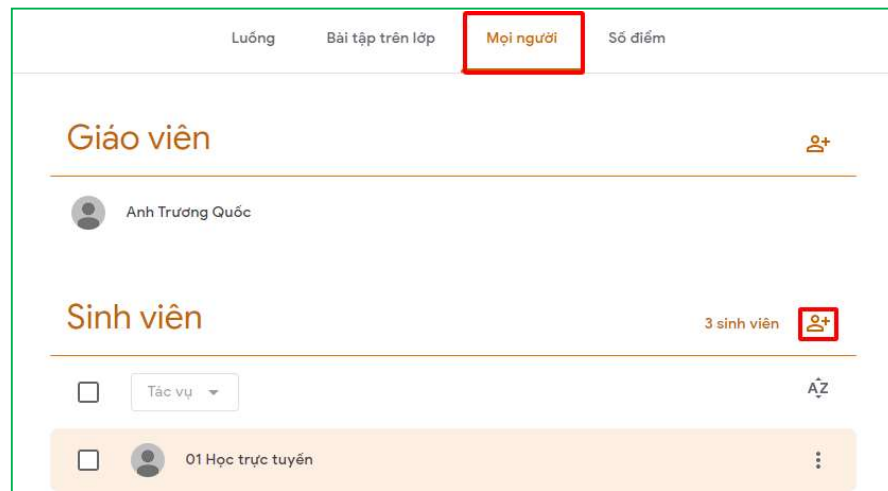 Luồng Bài tập trên lớp Mọi người Số điểm
Giáo viên
Anh Trương Quốc
Sinh viên
3 sinh viên
Tác vụ
AZ
01 Học trực tuyến